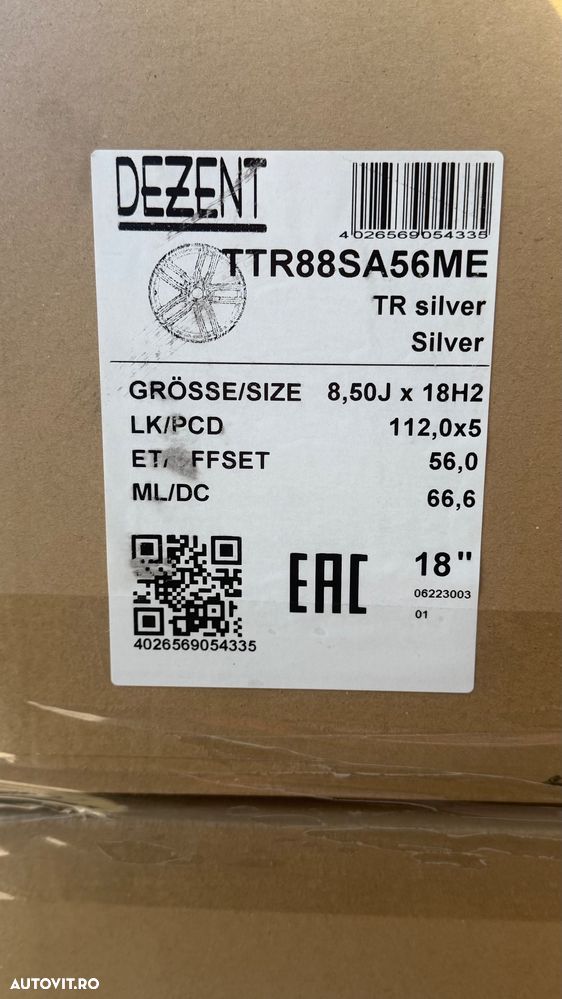 DEZENT
4026569054335
TTR88SA56ME
TR silver
Silver
GRÖSSE/SIZE 8,50J x 18H2
LK/PCD 112,0x5
ET/ FFSET 56,0
ML/DC 66,6
EAC 18"
06223003
01
4026569054335
AUTOVIT.RO